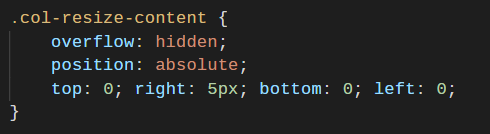 .col-resize-content {
    overflow: hidden;
    position: absolute;
    top: 0; right: 5px; bottom: 0; left: 0;
}